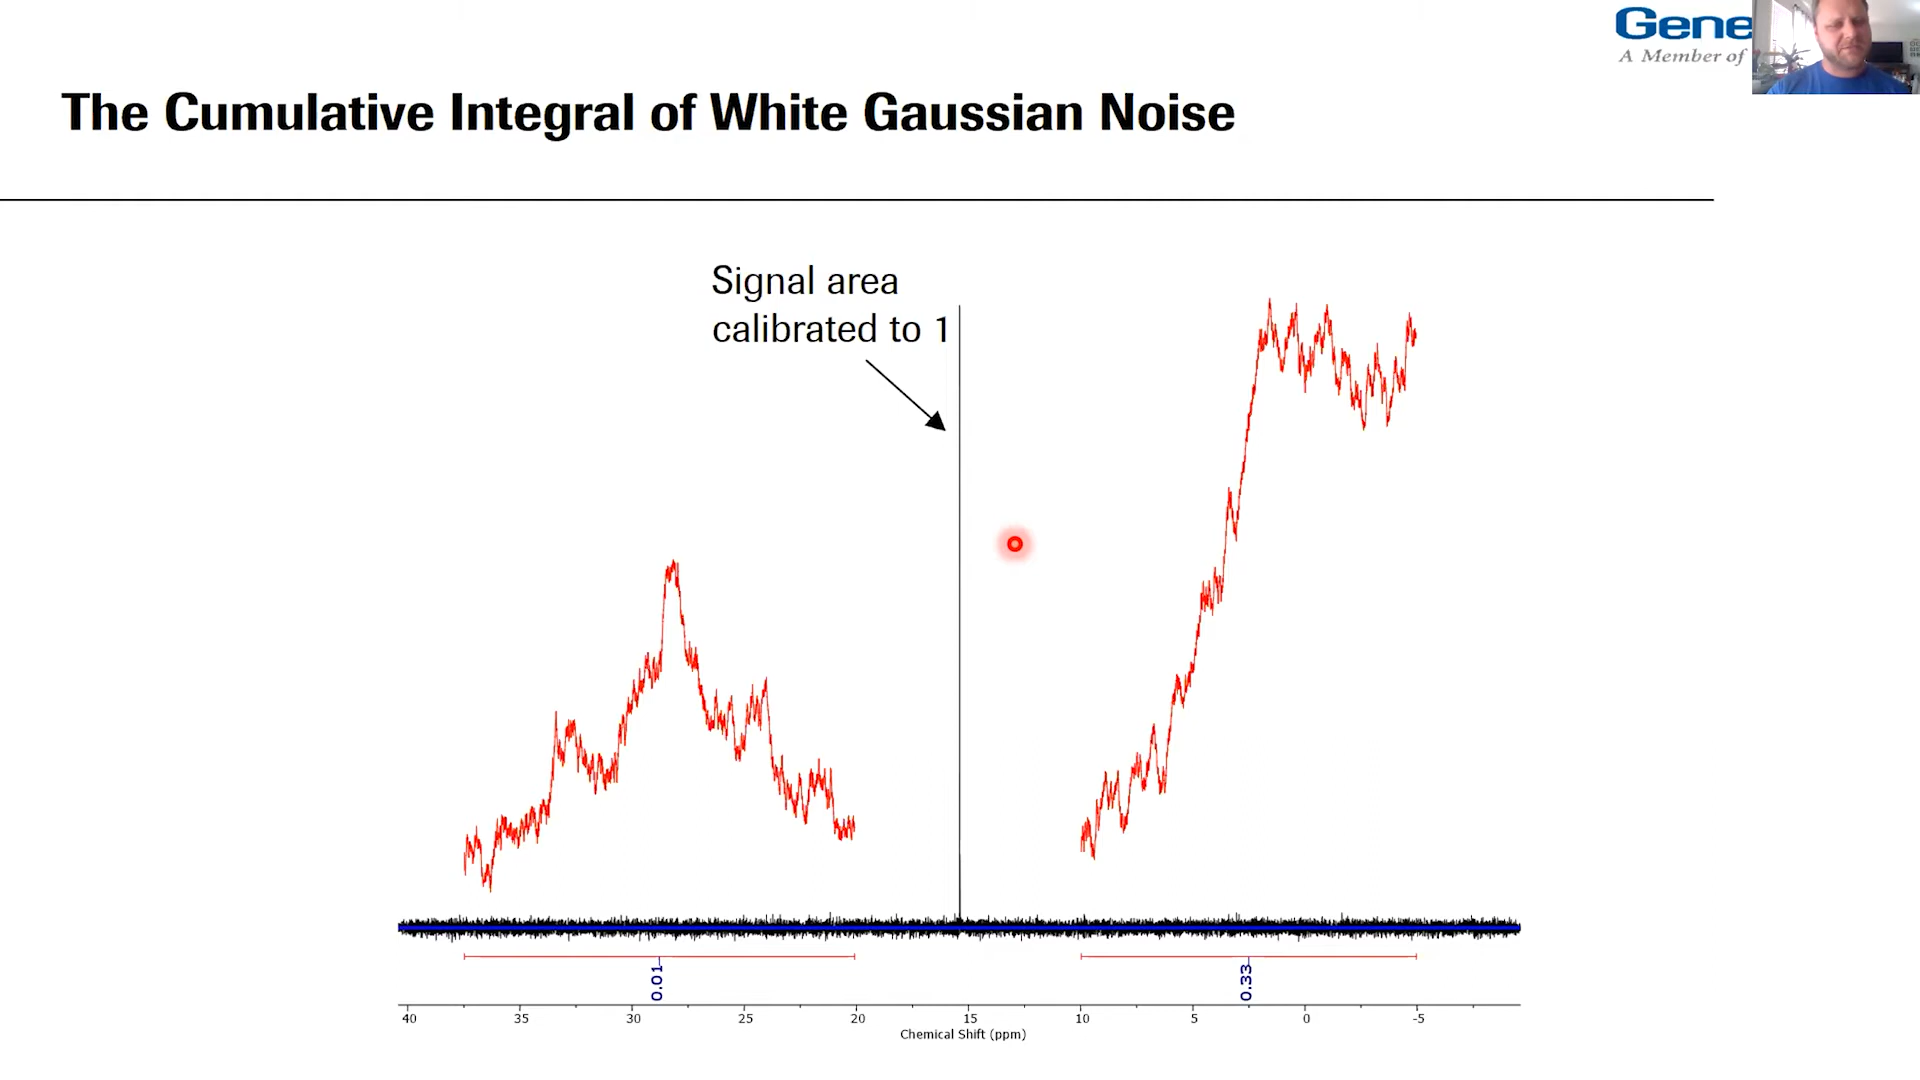 Gene
A Member of
The Cumulative Integral of White Gaussian Noise
Signal area
calibrated to 1
0.01
0.33
40 35 30 25 20 15 10 5 0 -5
Chemical Shift (ppm)